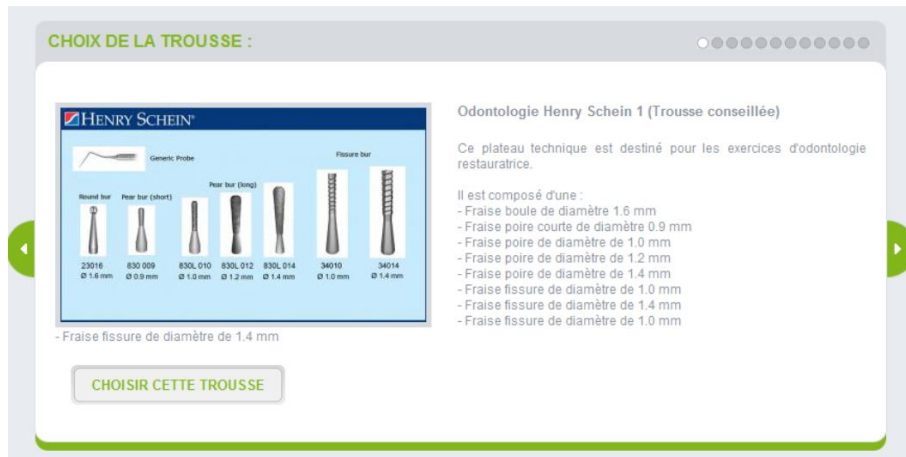 CHOIX DE LA TROUSSE :
HENRY SCHEIN®
Generic Probe
Fissure bur
Pear bur (long)
Round bur Pear bur (short)
23016 830 009 830L 010 830L 012 830L 014 34010 34014
Ø 1.6 mm Ø 0.9 mm Ø 1.0 mm Ø 1.2 mm Ø 1.4 mm Ø 1.0 mm Ø 1.4 mm
- Fraise fissure de diamètre de 1.4 mm
CHOISIR CETTE TROUSSE
Odontologie Henry Schein 1 (Trousse conseillée)
Ce plateau technique est destiné pour les exercices d'odontologie
restauratrice.
Il est composé d'une :
- Fraise boule de diamètre 1.6 mm
- Fraise poire courte de diamètre 0.9 mm
- Fraise poire de diamètre de 1.0 mm
- Fraise poire de diamètre de 1.2 mm
- Fraise poire de diamètre de 1.4 mm
- Fraise fissure de diamètre de 1.0 mm
- Fraise fissure de diamètre de 1.4 mm
- Fraise fissure de diamètre de 1.0 mm